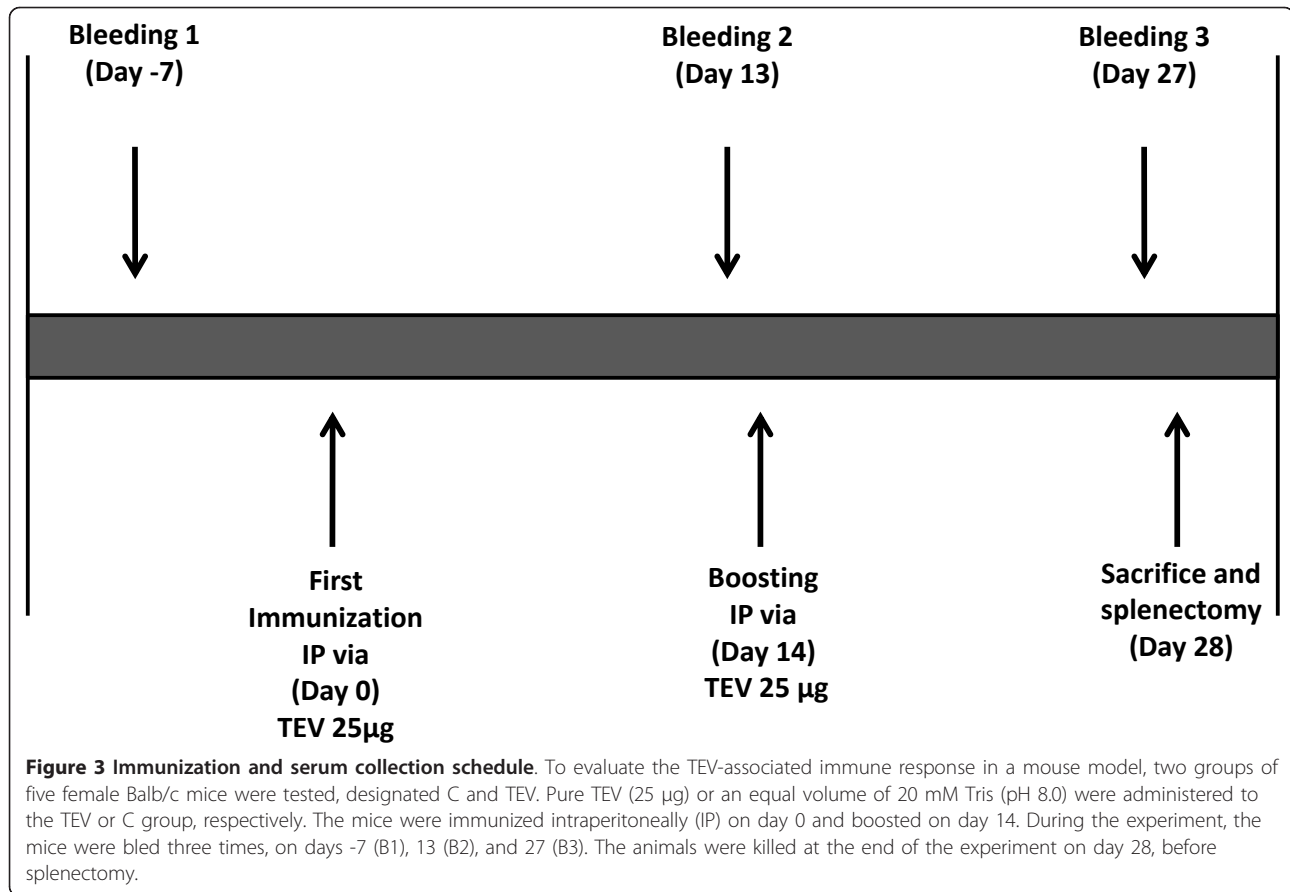 Bleeding 1
(Day -7)
Bleeding 2
(Day 13)
Bleeding 3
(Day 27)
First
Immunization
IP via
(Day 0)
TEV 25µg
Boosting
IP via
(Day 14)
TEV 25 µg
Sacrifice and
splenectomy
(Day 28)
Figure 3 Immunization and serum collection schedule. To evaluate the TEV-associated immune response in a mouse model, two groups of
five female Balb/c mice were tested, designated C and TEV. Pure TEV (25 μg) or an equal volume of 20 mM Tris (pH 8.0) were administered to
the TEV or C group, respectively. The mice were immunized intraperitoneally (IP) on day 0 and boosted on day 14. During the experiment, the
mice were bled three times, on days -7 (B1), 13 (B2), and 27 (B3). The animals were killed at the end of the experiment on day 28, before
splenectomy.